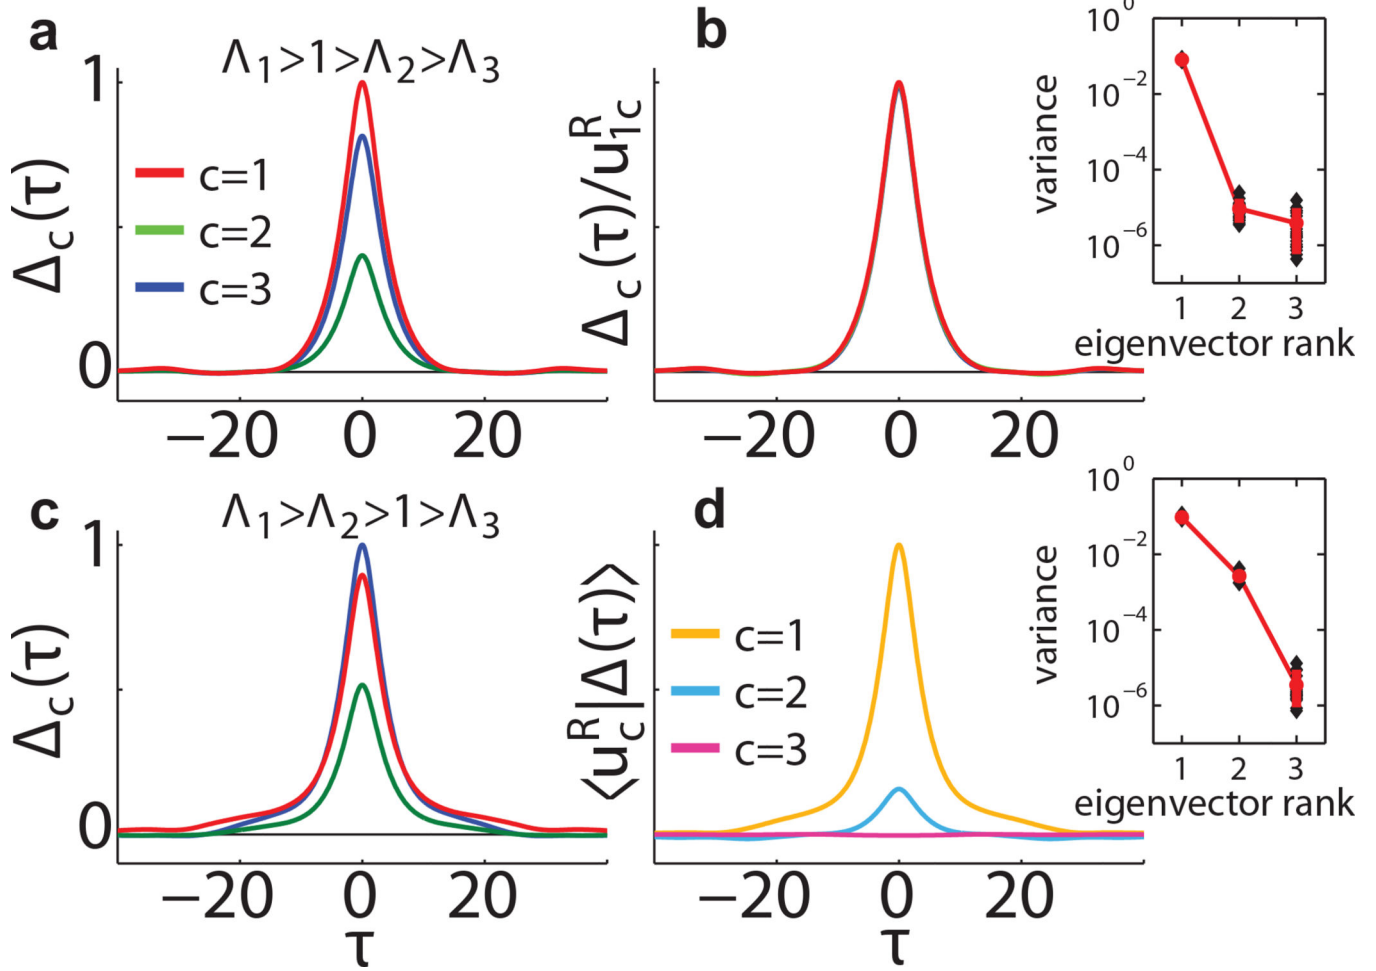 a
Λ1>1>Λ2>Λ3
Δc(τ)
1
0
c=1
c=2
c=3
−20 0 20
b
Δc(τ)/u1cR
−20 0 20
variance
10^0
10^−2
10^−4
10^−6
1 2 3
eigenvector rank
c
Λ1>Λ2>1>Λ3
Δc(τ)
1
0
−20 0 20
τ
d
⟨ucR|Δ(τ)⟩
c=1
c=2
c=3
−20 0 20
τ
variance
10^0
10^−2
10^−4
10^−6
1 2 3
eigenvector rank